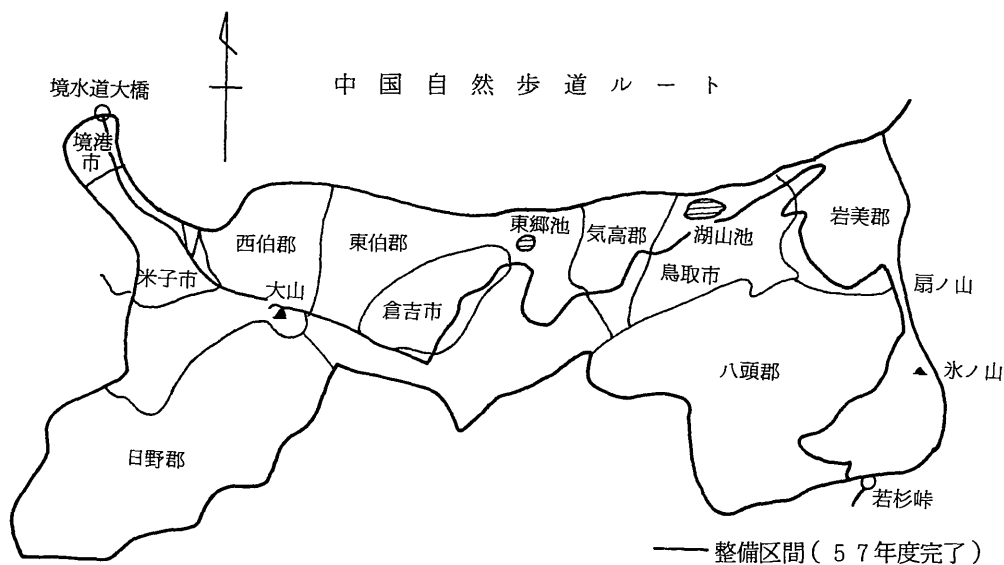 中国自然歩道ルート
境水道大橋
境港市
米子市
西伯郡
大山
東伯郡
倉吉市
東郷池
気高郡
湖山池
鳥取市
岩美郡
扇ノ山
氷ノ山
八頭郡
日野郡
若杉峠
整備区間(57年度完了)